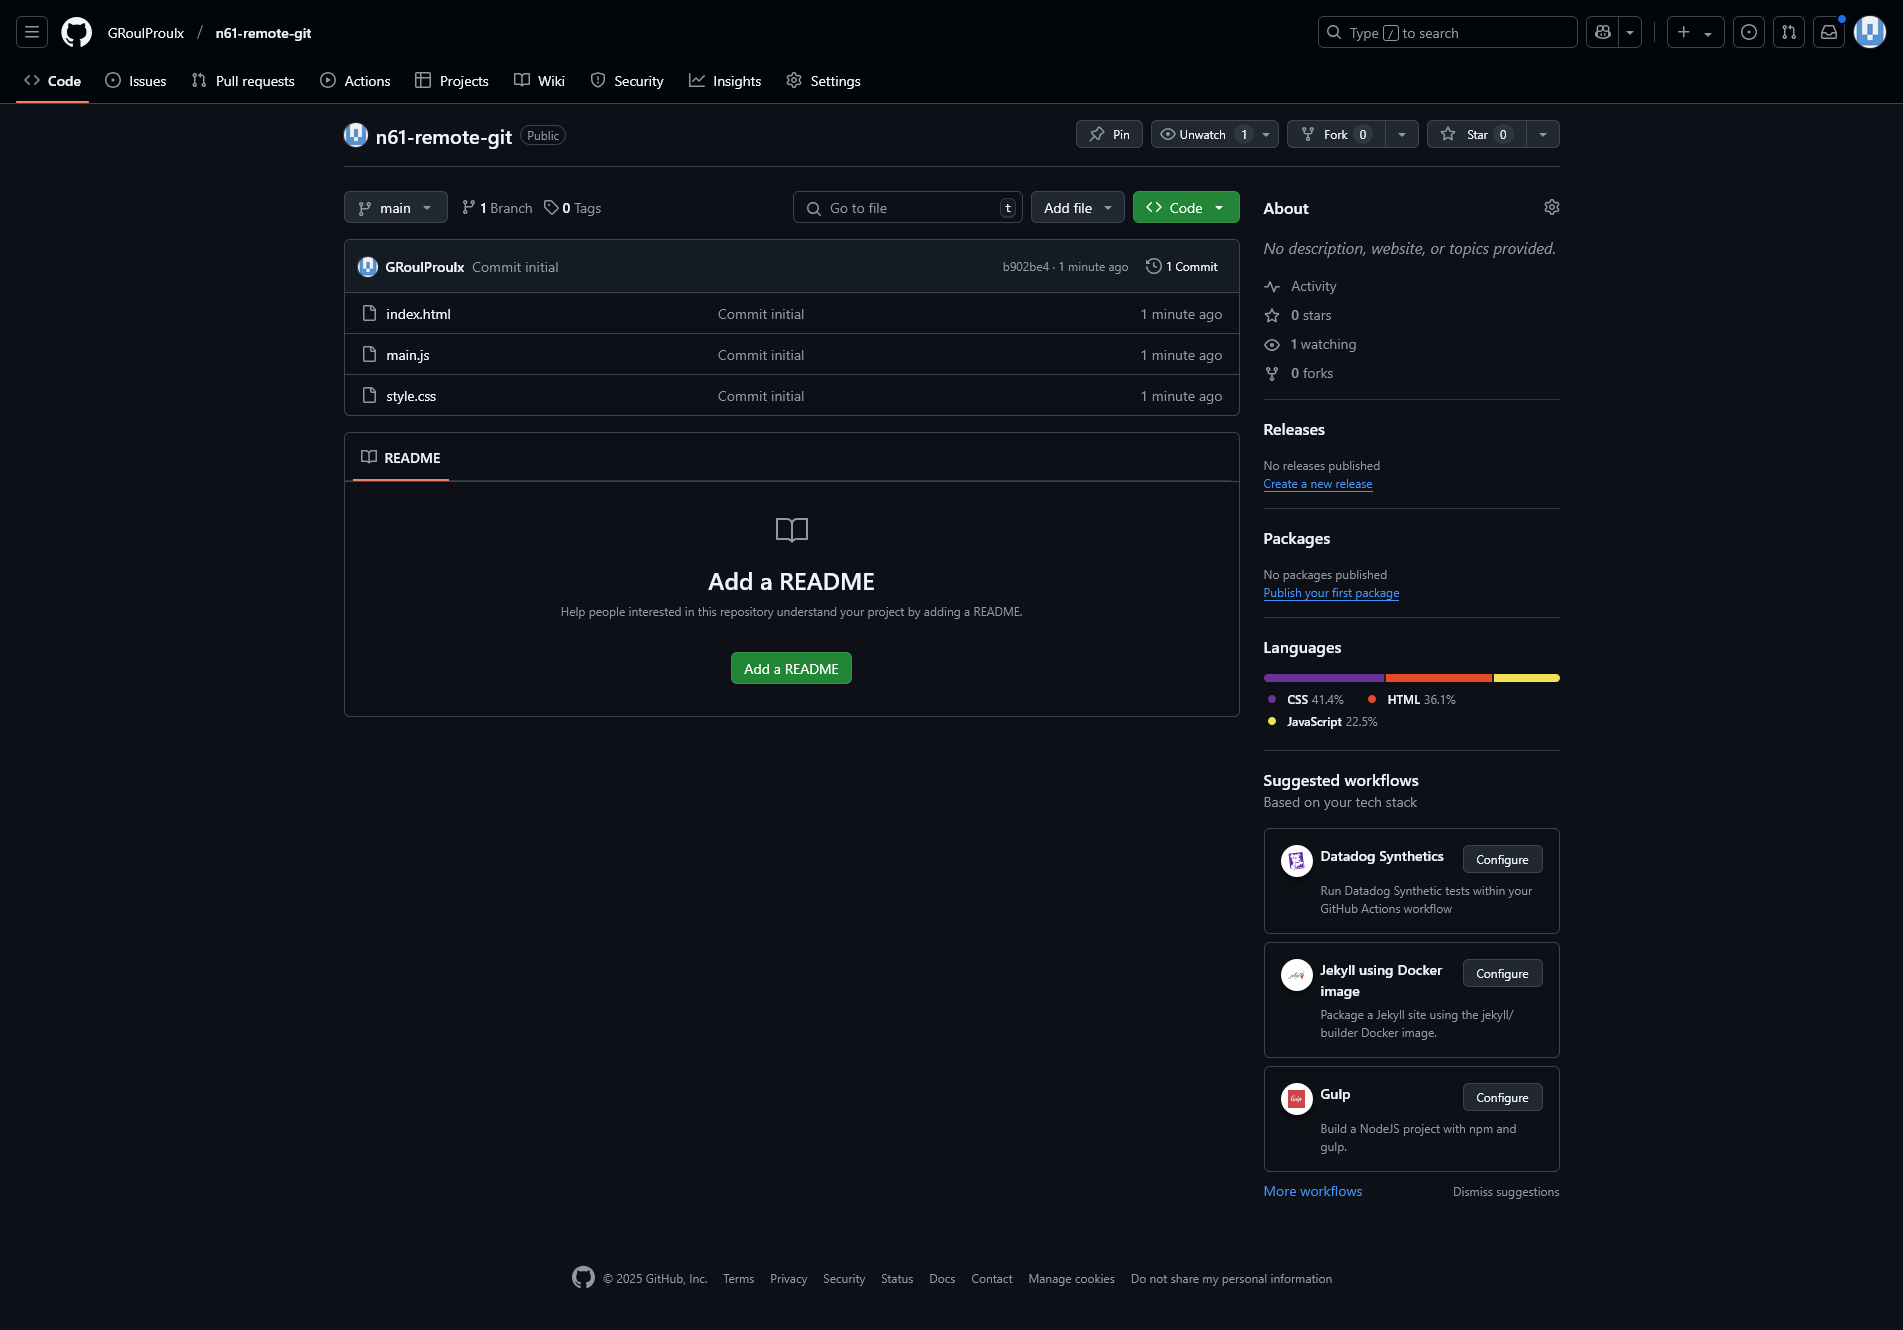 GRoulProulx / n61-remote-git
Type / to search
Code Issues Pull requests Actions Projects Wiki Security Insights Settings
n61-remote-git Public
Pin Unwatch 1 Fork 0 Star 0
main 1 Branch 0 Tags Go to file t Add file Code
GRoulProulx Commit initial b902be4 · 1 minute ago 1 Commit
index.html Commit initial 1 minute ago
main.js Commit initial 1 minute ago
style.css Commit initial 1 minute ago
README
Add a README
Help people interested in this repository understand your project by adding a README.
Add a README
About
No description, website, or topics provided.
Activity
0 stars
1 watching
0 forks
Releases
No releases published
Create a new release
Packages
No packages published
Publish your first package
Languages
CSS 41.4% HTML 36.1%
JavaScript 22.5%
Suggested workflows
Based on your tech stack
Datadog Synthetics Configure
Run Datadog Synthetic tests within your
GitHub Actions workflow
Jekyll using Docker
image
Configure
Package a Jekyll site using the jekyll/
builder Docker image.
Gulp Configure
Build a NodeJS project with npm and
gulp.
More workflows Dismiss suggestions
© 2025 GitHub, Inc. Terms Privacy Security Status Docs Contact Manage cookies Do not share my personal information